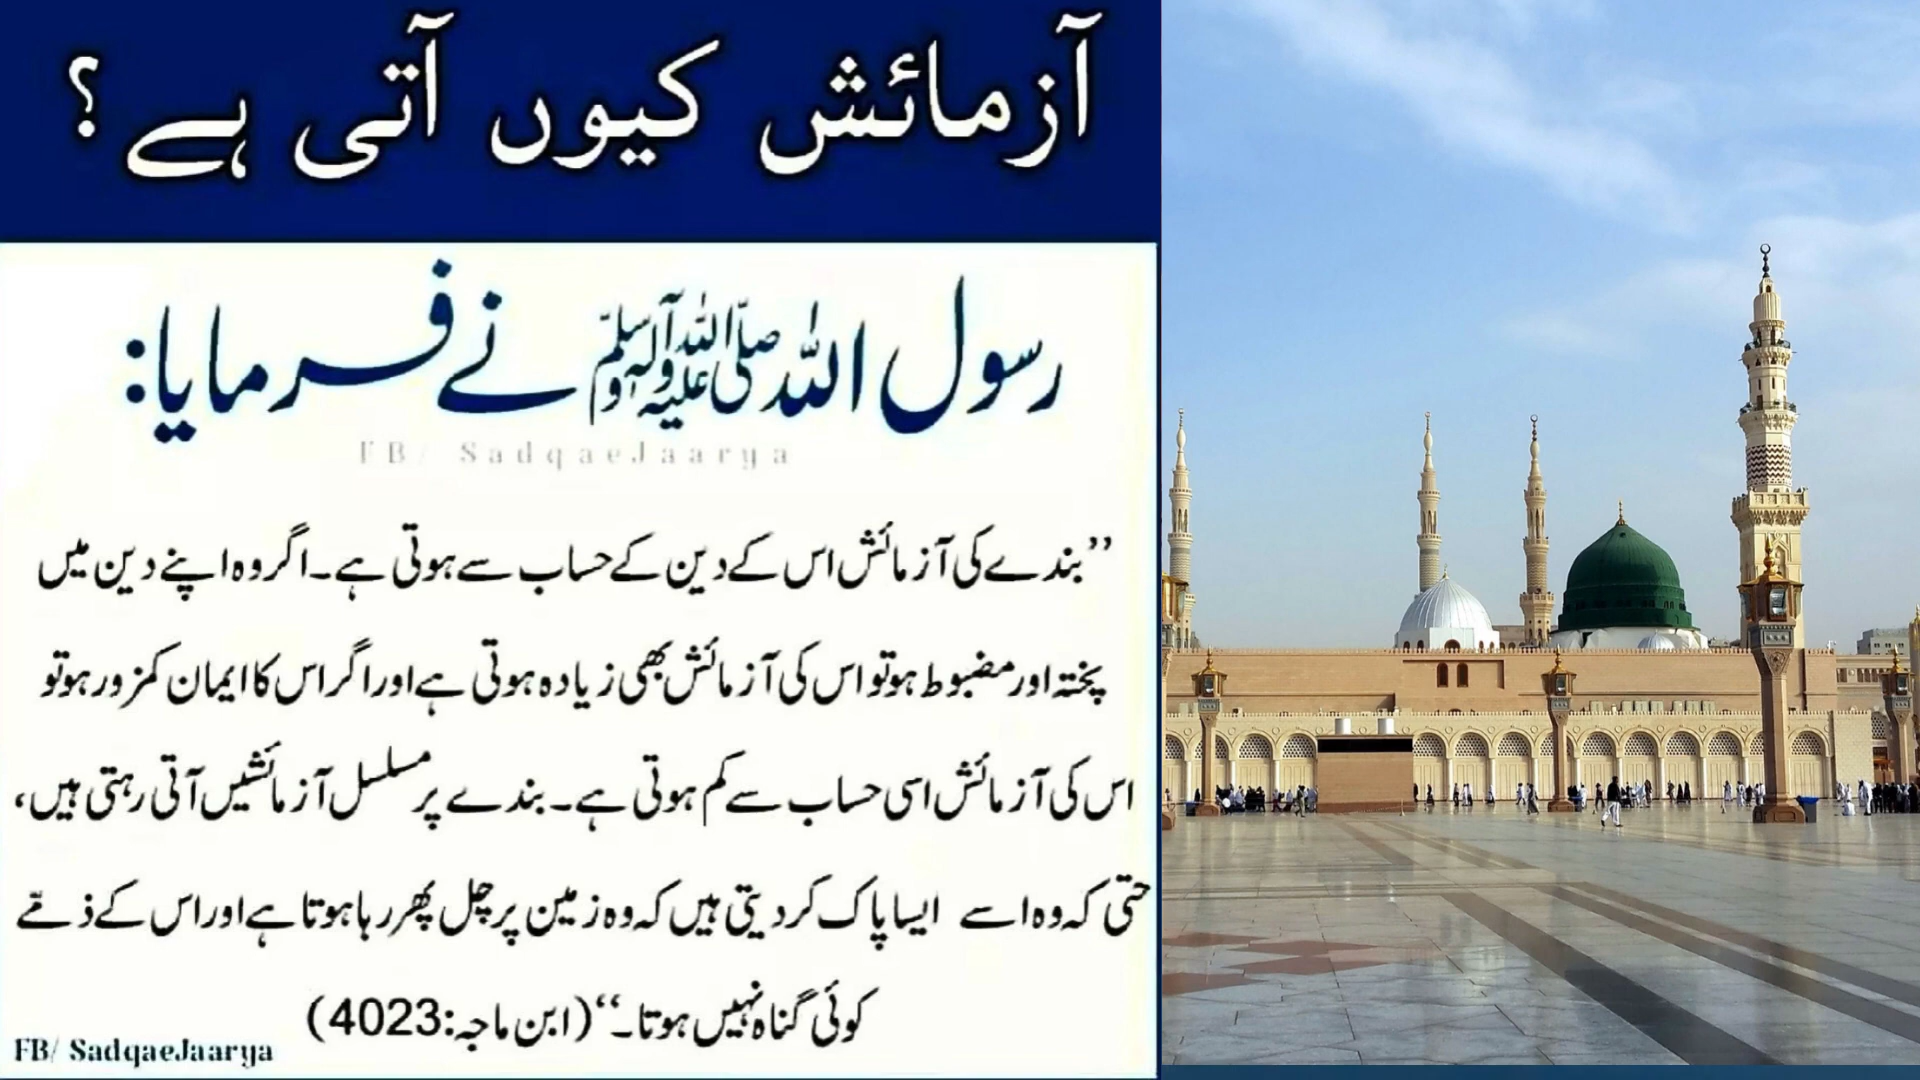 آزمائش کیوں آتی ہے؟
رسول اللہ صلی اللہ علیہ وآلہ وسلم نے فرمایا:
FB/ SadqaeJaarya
”بندے کی آزمائش اس کے دین کے حساب سے ہوتی ہے۔ اگر وہ اپنے دین میں
پختہ اور مضبوط ہو تو اس کی آزمائش بھی زیادہ ہوتی ہے اور اگر اس کا ایمان کمزور ہو تو
اس کی آزمائش اسی حساب سے کم ہوتی ہے۔ بندے پر مسلسل آزمائشیں آتی رہتی ہیں،
حتیٰ کہ وہ اسے ایسا پاک کر دیتی ہیں کہ وہ زمین پر چل پھر رہا ہوتا ہے اور اس کے ذمّے
کوئی گناہ نہیں ہوتا۔“ (ابن ماجہ:4023)
FB/ SadqaeJaarya